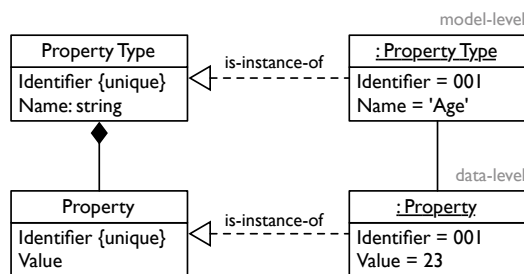 model-level
Property Type
Identifier {unique}
Name: string
is-instance-of
: Property Type
Identifier = 001
Name = 'Age'
data-level
Property
Identifier {unique}
Value
is-instance-of
: Property
Identifier = 001
Value = 23